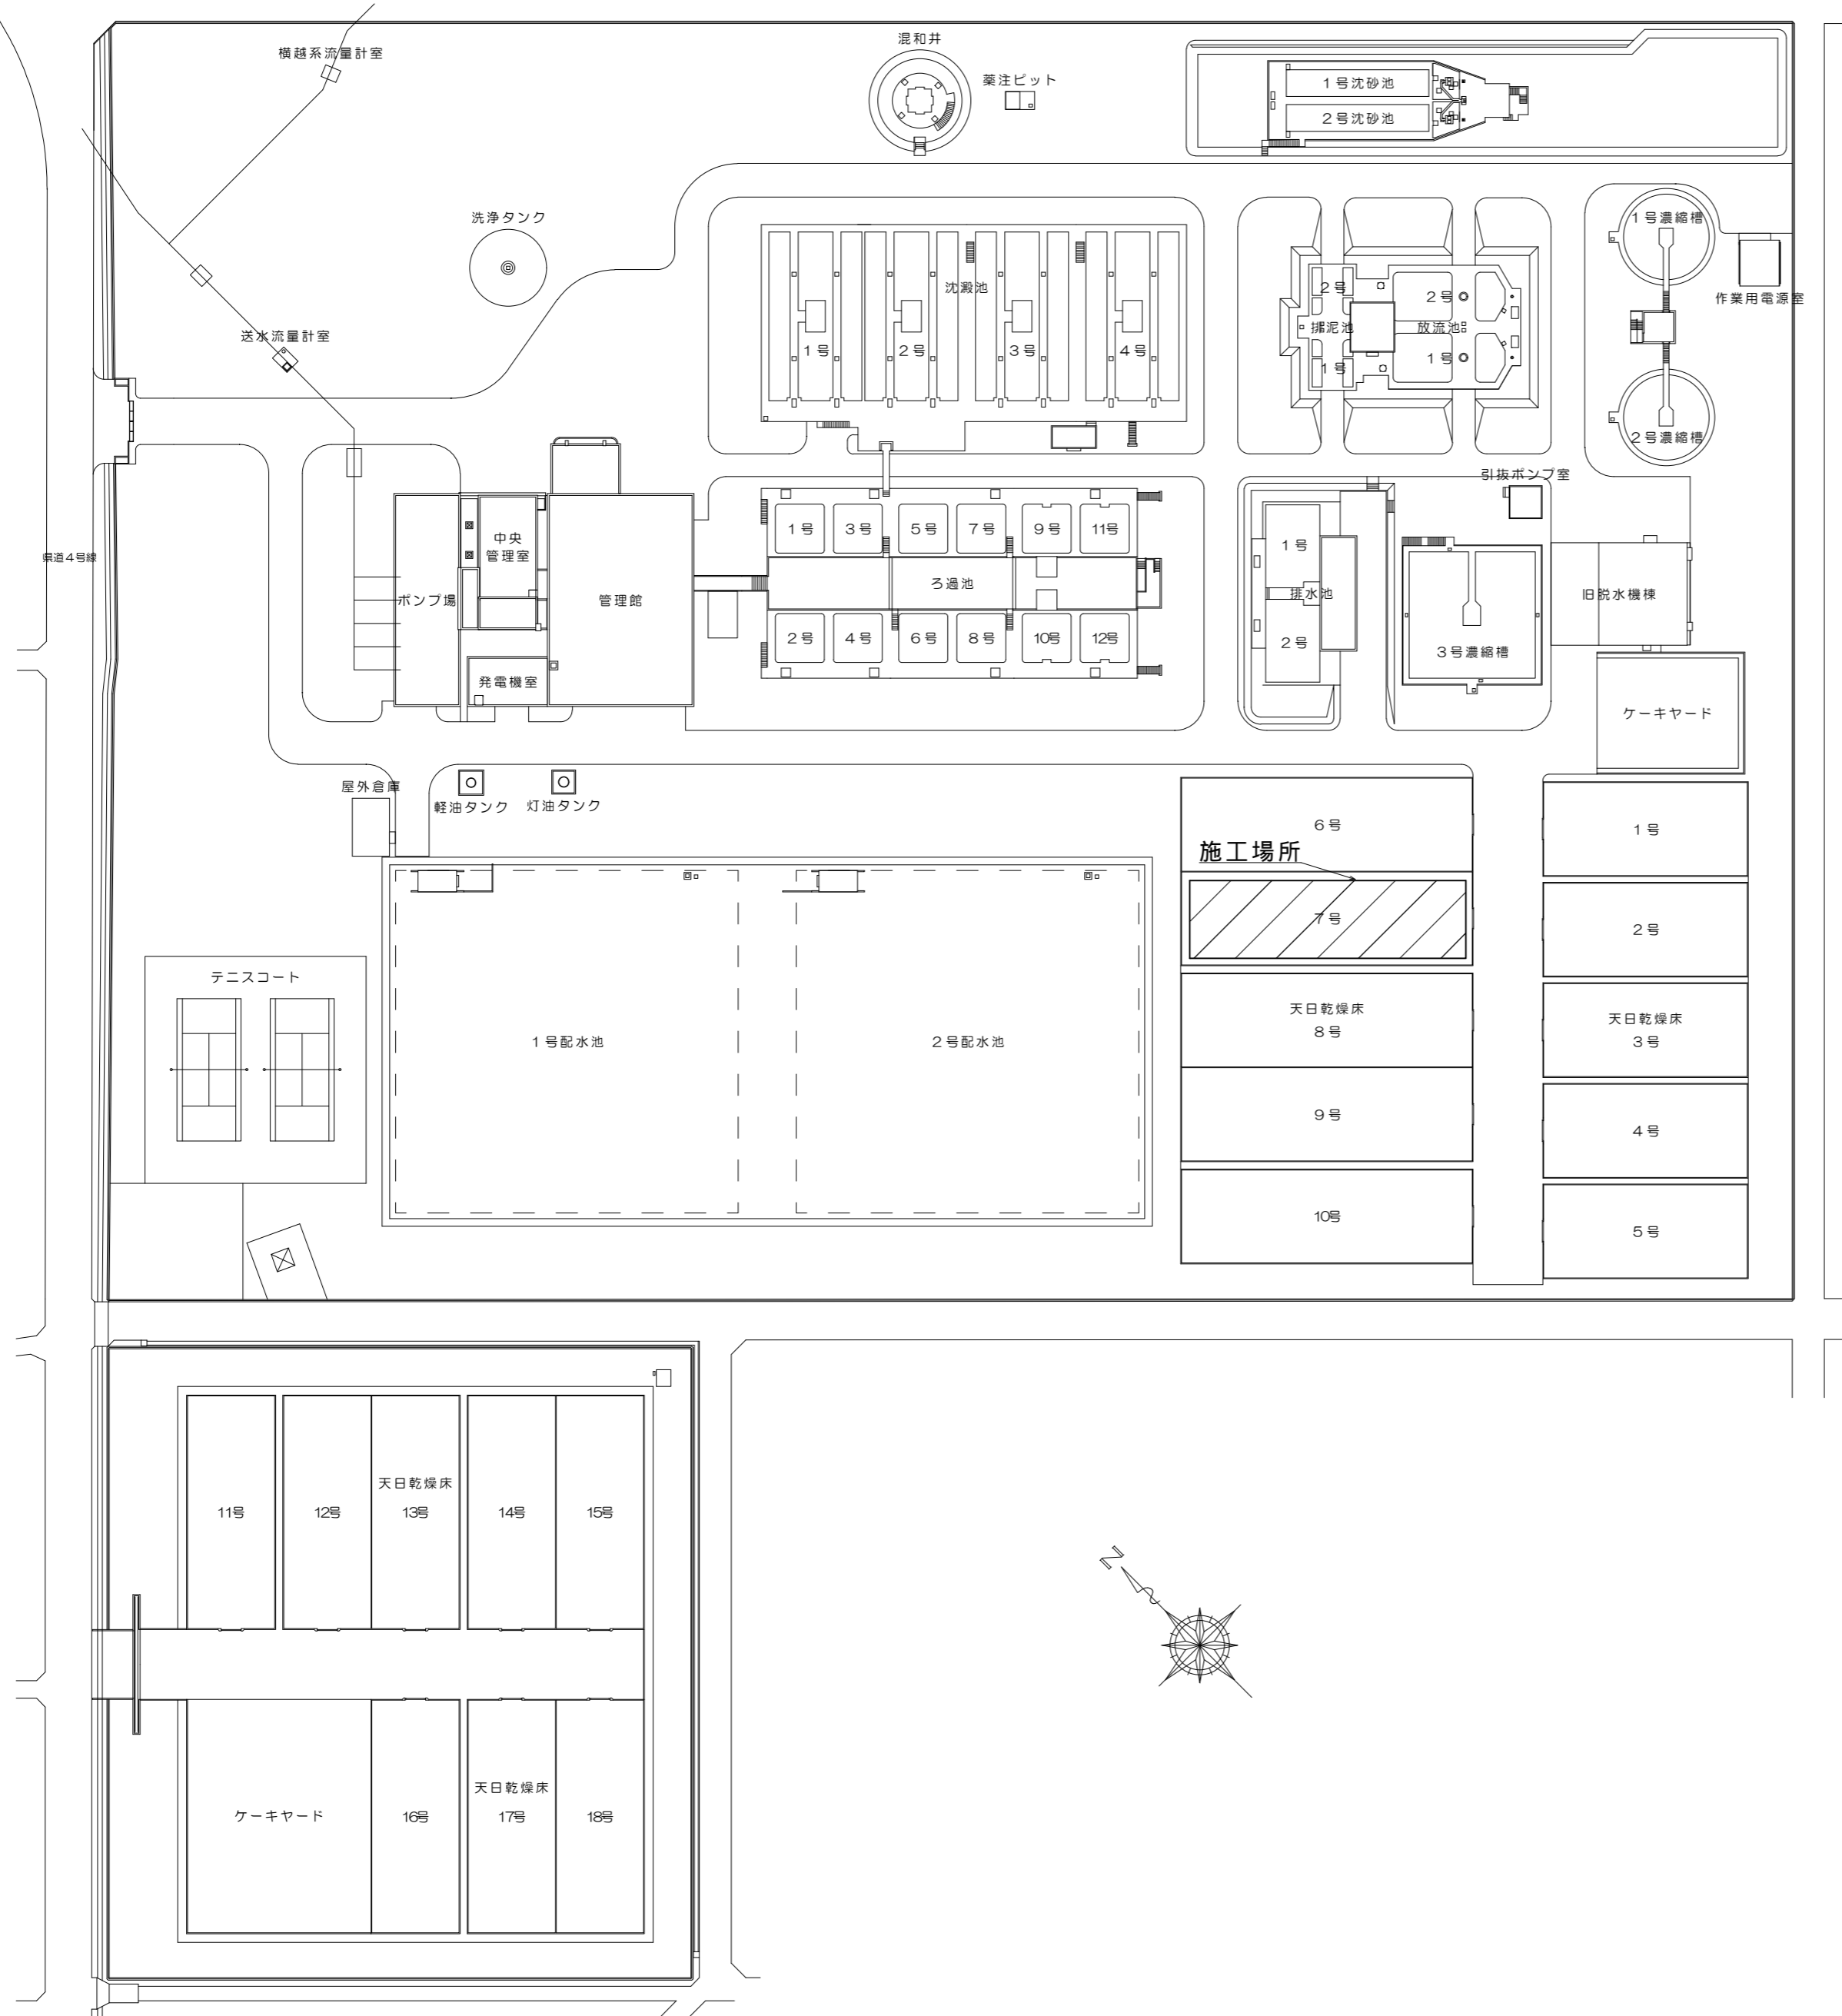 混和井
横越系流量計室
薬注ピット
1号沈砂池
2号沈砂池
洗浄タンク
1号濃縮槽
沈澱池
2号
2号
作業用電源室
排泥池
放流池
送水流量計室
1号
2号
3号
4号
1号
1号
2号濃縮槽
引抜ポンプ室
1号
3号
5号
7号
9号
11号
中央
管理室
県道4号線
1号
ポンプ場
管理館
ろ過池
排水池
旧脱水機棟
2号
4号
6号
8号
10号
12号
2号
3号濃縮槽
発電機室
ケーキヤード
屋外倉庫
軽油タンク
灯油タンク
6号
1号
施工場所
7号
2号
テニスコート
天日乾燥床
8号
天日乾燥床
3号
1号配水池
2号配水池
9号
4号
10号
5号
天日乾燥床
11号
12号
13号
14号
15号
N
天日乾燥床
ケーキヤード
16号
17号
18号